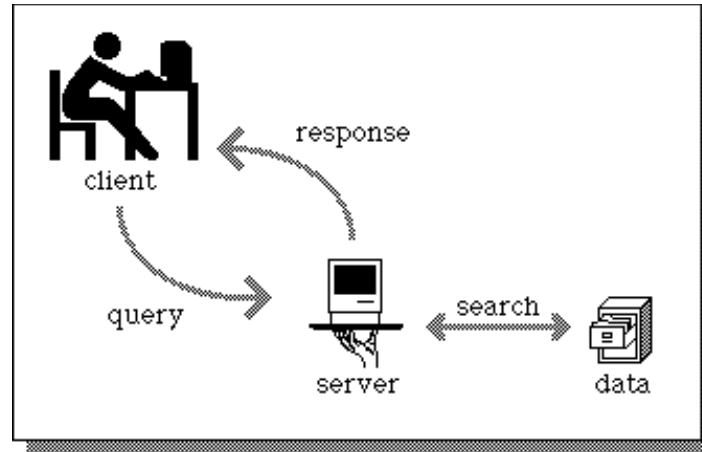 response
client
query
search
server
data